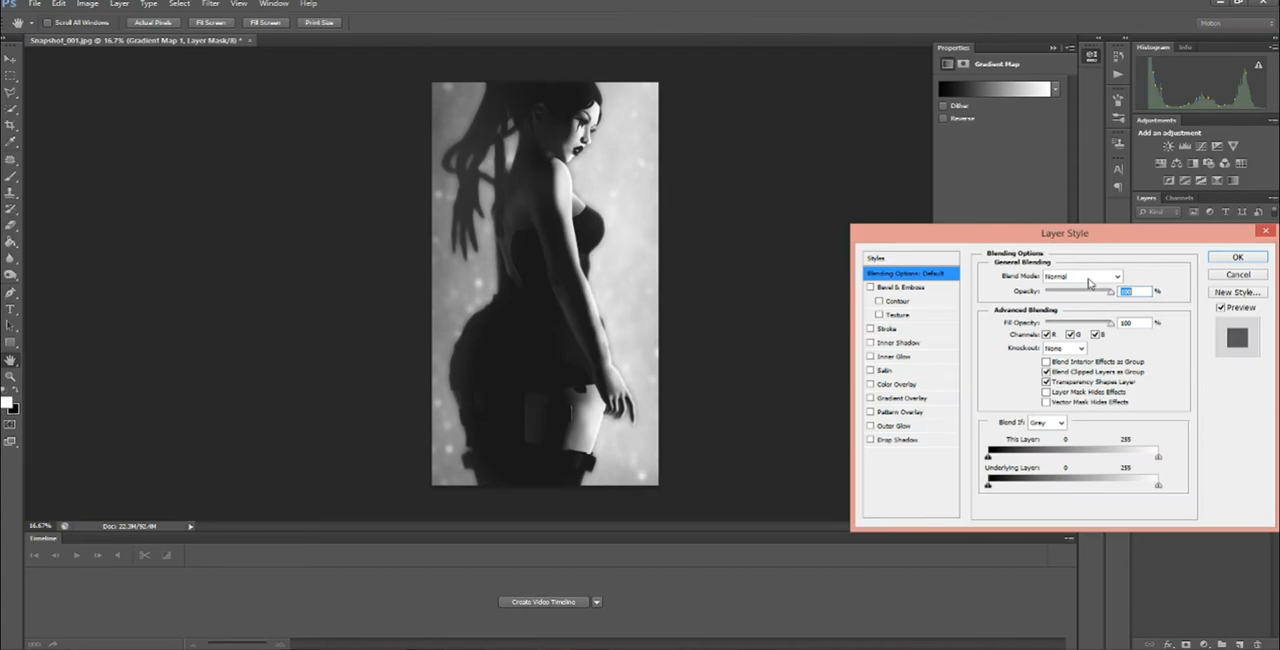 Ps File Edit Image Layer Type Select Filter View Window Help
Scroll All Windows Actual Pixels Fit Screen Fill Screen Print Size Motion
Snapshot_001.jpg @ 16.7% (Gradient Map 1, Layer Mask/8) * ×
Properties
Gradient Map
Dither
Reverse
Histogram Info
Adjustments
Add an adjustment
Layers Channels
Kind
Layer Style
Styles
Blending Options: Default
Bevel & Emboss
Contour
Texture
Stroke
Inner Shadow
Inner Glow
Satin
Color Overlay
Gradient Overlay
Pattern Overlay
Outer Glow
Drop Shadow
Blending Options
General Blending
Blend Mode: Normal
Opacity: 100 %
Advanced Blending
Fill Opacity: 100 %
Channels: R G B
Knockout: None
Blend Interior Effects as Group
Blend Clipped Layers as Group
Transparency Shapes Layer
Layer Mask Hides Effects
Vector Mask Hides Effects
Blend If: Gray
This Layer: 0 255
Underlying Layer: 0 255
OK
Cancel
New Style...
Preview
16.67% Doc: 22.3M/92.4M
Timeline
Create Video Timeline